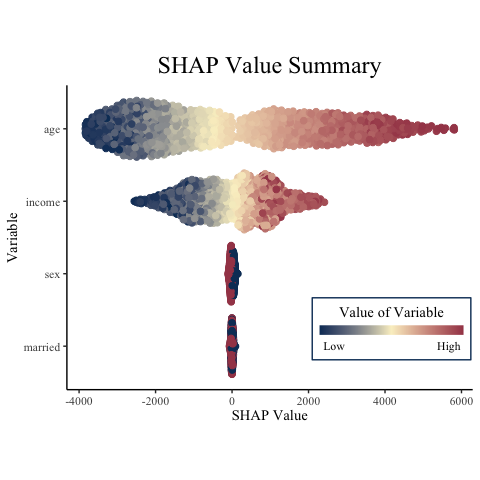 SHAP Value Summary
Variable
age
income
sex
married
Value of Variable
Low High
-4000 -2000 0 2000 4000 6000
SHAP Value